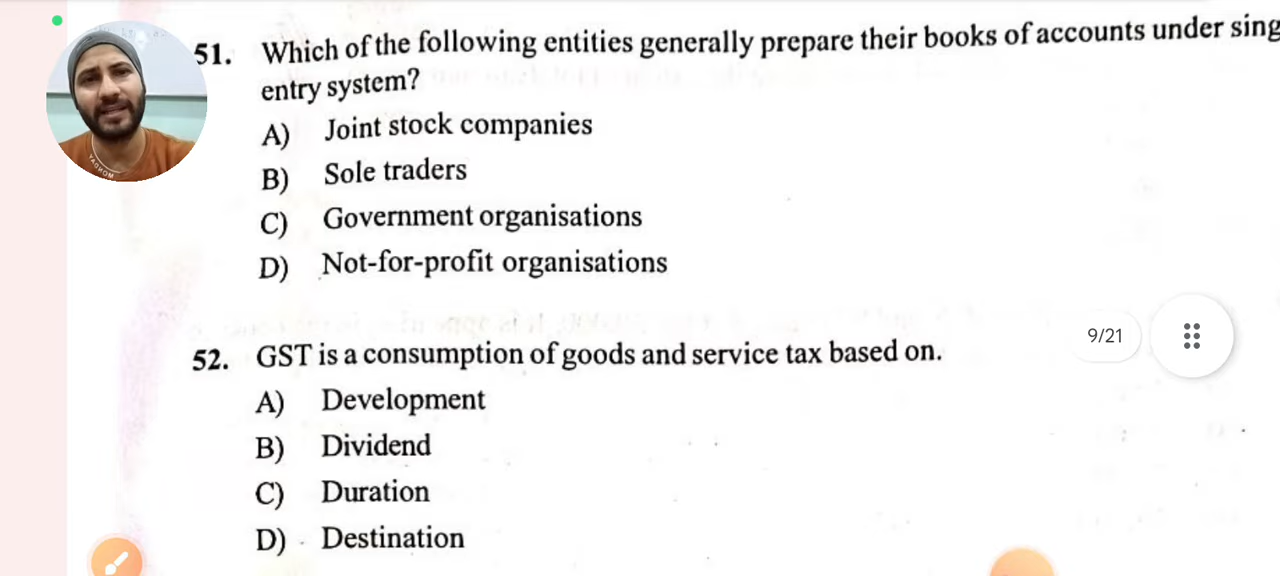 51. Which of the following entities generally prepare their books of accounts under sing
entry system?
A) Joint stock companies
B) Sole traders
C) Government organisations
D) Not-for-profit organisations
9/21
52. GST is a consumption of goods and service tax based on.
A) Development
B) Dividend
C) Duration
D) Destination